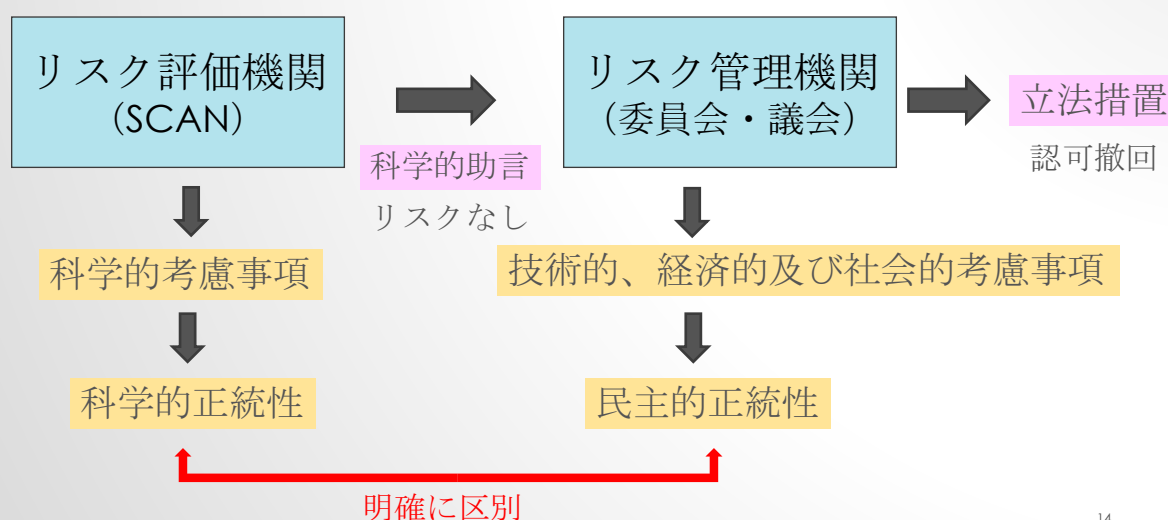 リスク評価機関
（SCAN）
リスク管理機関
（委員会・議会）
立法措置
認可撤回
科学的助言
リスクなし
科学的考慮事項
技術的、経済的及び社会的考慮事項
科学的正統性
民主的正統性
明確に区別
14